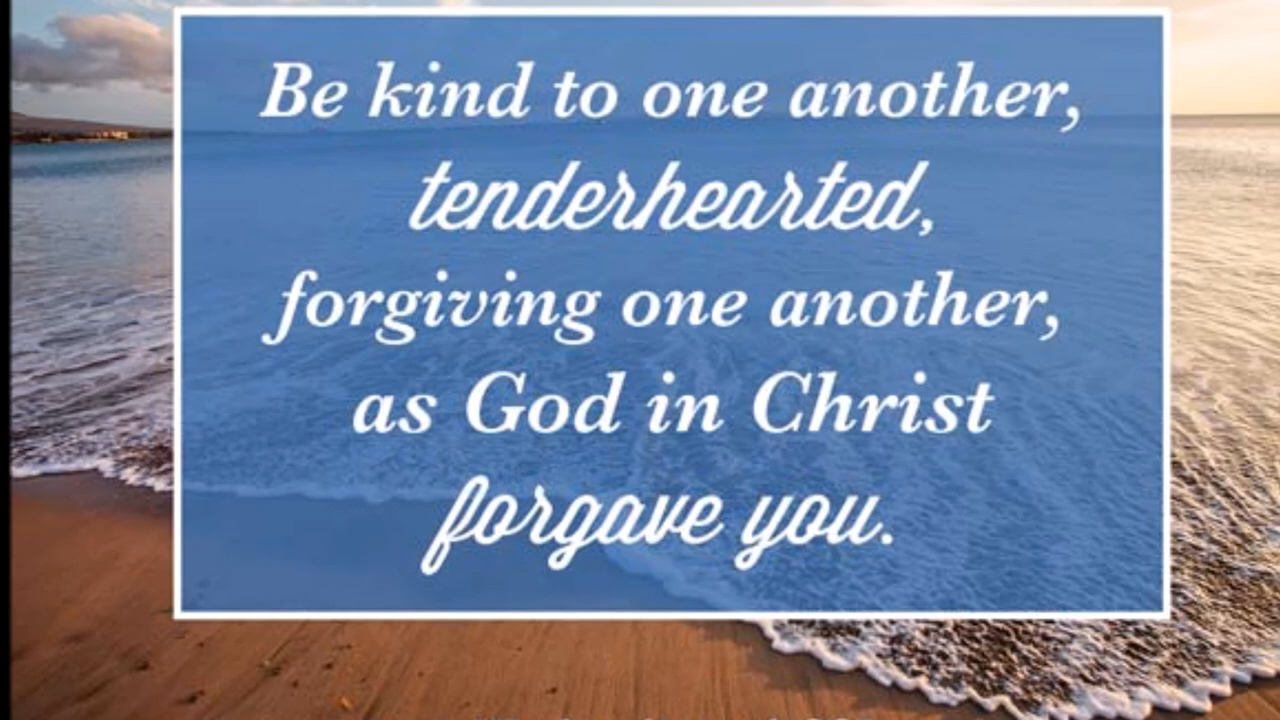 Be kind to one another,
tenderhearted,
forgiving one another,
as God in Christ
forgave you.